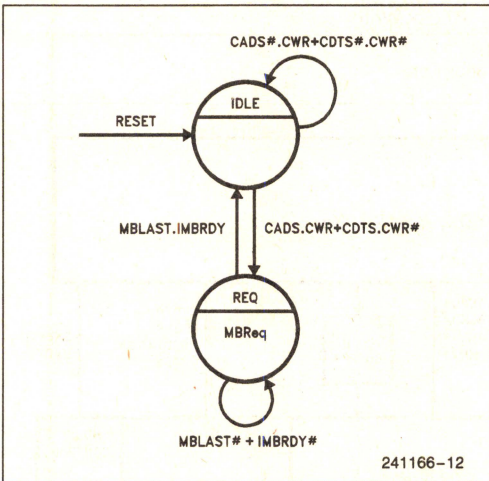 CADS#.CWR+CDTS#.CWR#
IDLE
RESET
MBLAST.IMBRDY
CADS.CWR+CDTS.CWR#
REQ
MBReq
MBLAST# + IMBRDY#
241166–12